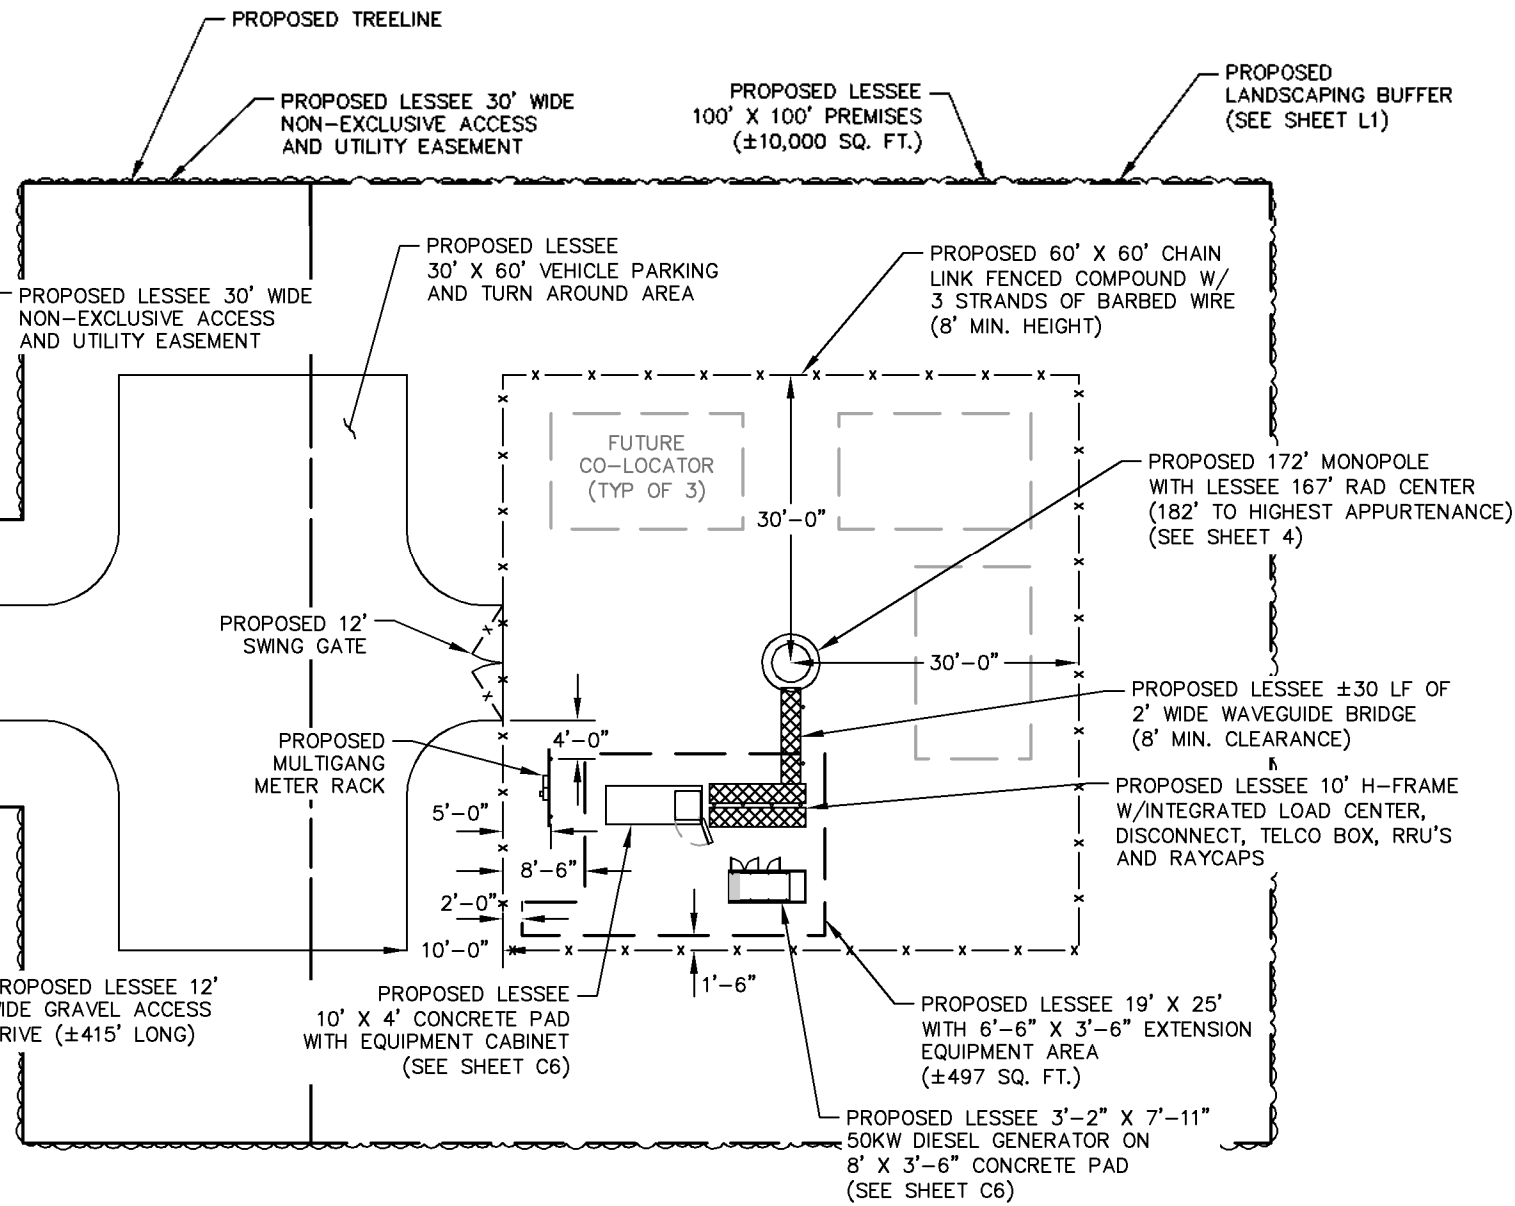 PROPOSED TREELINE
PROPOSED LESSEE 30' WIDE
NON-EXCLUSIVE ACCESS
AND UTILITY EASEMENT
PROPOSED LESSEE
100' X 100' PREMISES
(±10,000 SQ. FT.)
PROPOSED
LANDSCAPING BUFFER
(SEE SHEET L1)
PROPOSED LESSEE
30' X 60' VEHICLE PARKING
AND TURN AROUND AREA
PROPOSED 60' X 60' CHAIN
LINK FENCED COMPOUND W/
3 STRANDS OF BARBED WIRE
(8' MIN. HEIGHT)
PROPOSED LESSEE 30' WIDE
NON-EXCLUSIVE ACCESS
AND UTILITY EASEMENT
FUTURE
CO-LOCATOR
(TYP OF 3)
30'-0"
PROPOSED 172' MONOPOLE
WITH LESSEE 167' RAD CENTER
(182' TO HIGHEST APPURTENANCE)
(SEE SHEET 4)
PROPOSED 12'
SWING GATE
30'-0"
PROPOSED LESSEE ±30 LF OF
2' WIDE WAVEGUIDE BRIDGE
(8' MIN. CLEARANCE)
PROPOSED
MULTIGANG
METER RACK
4'-0"
5'-0"
8'-6"
2'-0"
10'-0"
1'-6"
PROPOSED LESSEE 10' H-FRAME
W/INTEGRATED LOAD CENTER,
DISCONNECT, TELCO BOX, RRU'S
AND RAYCAPS
ROPOSED LESSEE 12'
IDE GRAVEL ACCESS
RIVE (±415' LONG)
PROPOSED LESSEE
10' X 4' CONCRETE PAD
WITH EQUIPMENT CABINET
(SEE SHEET C6)
PROPOSED LESSEE 19' X 25'
WITH 6'-6" X 3'-6" EXTENSION
EQUIPMENT AREA
(±497 SQ. FT.)
PROPOSED LESSEE 3'-2" X 7'-11"
50KW DIESEL GENERATOR ON
8' X 3'-6" CONCRETE PAD
(SEE SHEET C6)